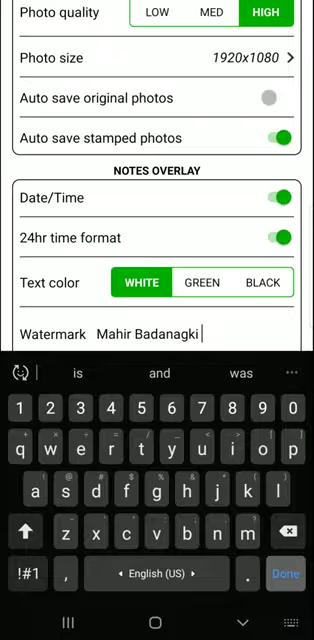 Photo quality LOW MED HIGH
Photo size 1920x1080
Auto save original photos
Auto save stamped photos
NOTES OVERLAY
Date/Time
24hr time format
Text color WHITE GREEN BLACK
Watermark Mahir Badanagki
is and was
1 2 3 4 5 6 7 8 9 0
q w e r t y u i o p
a s d f g h j k l
z x c v b n m
!#1 , English (US) . Done